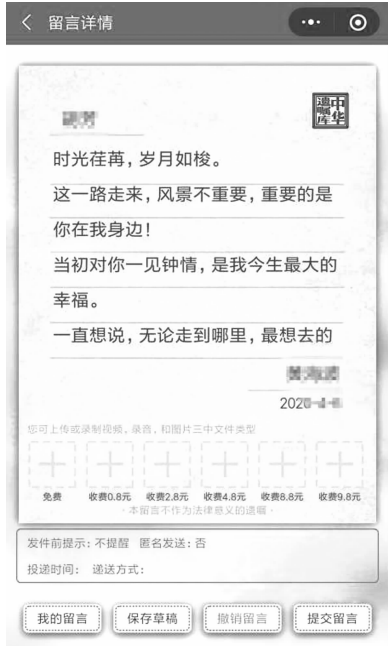 留言详情
中华
遗嘱库
时光荏苒，岁月如梭。
这一路走来，风景不重要，重要的是
你在我身边！
当初对你一见钟情，是我今生最大的
幸福。
一直想说，无论走到哪里，最想去的
2020-4-6
您可上传或录制视频，录音，和图片三中文件类型
免费 收费0.8元 收费2.8元 收费4.8元 收费8.8元 收费9.8元
·本留言不作为法律意义的遗嘱·
发件前提示：不提醒 匿名发送：否
投递时间： 递送方式：
我的留言 保存草稿 撤销留言 提交留言